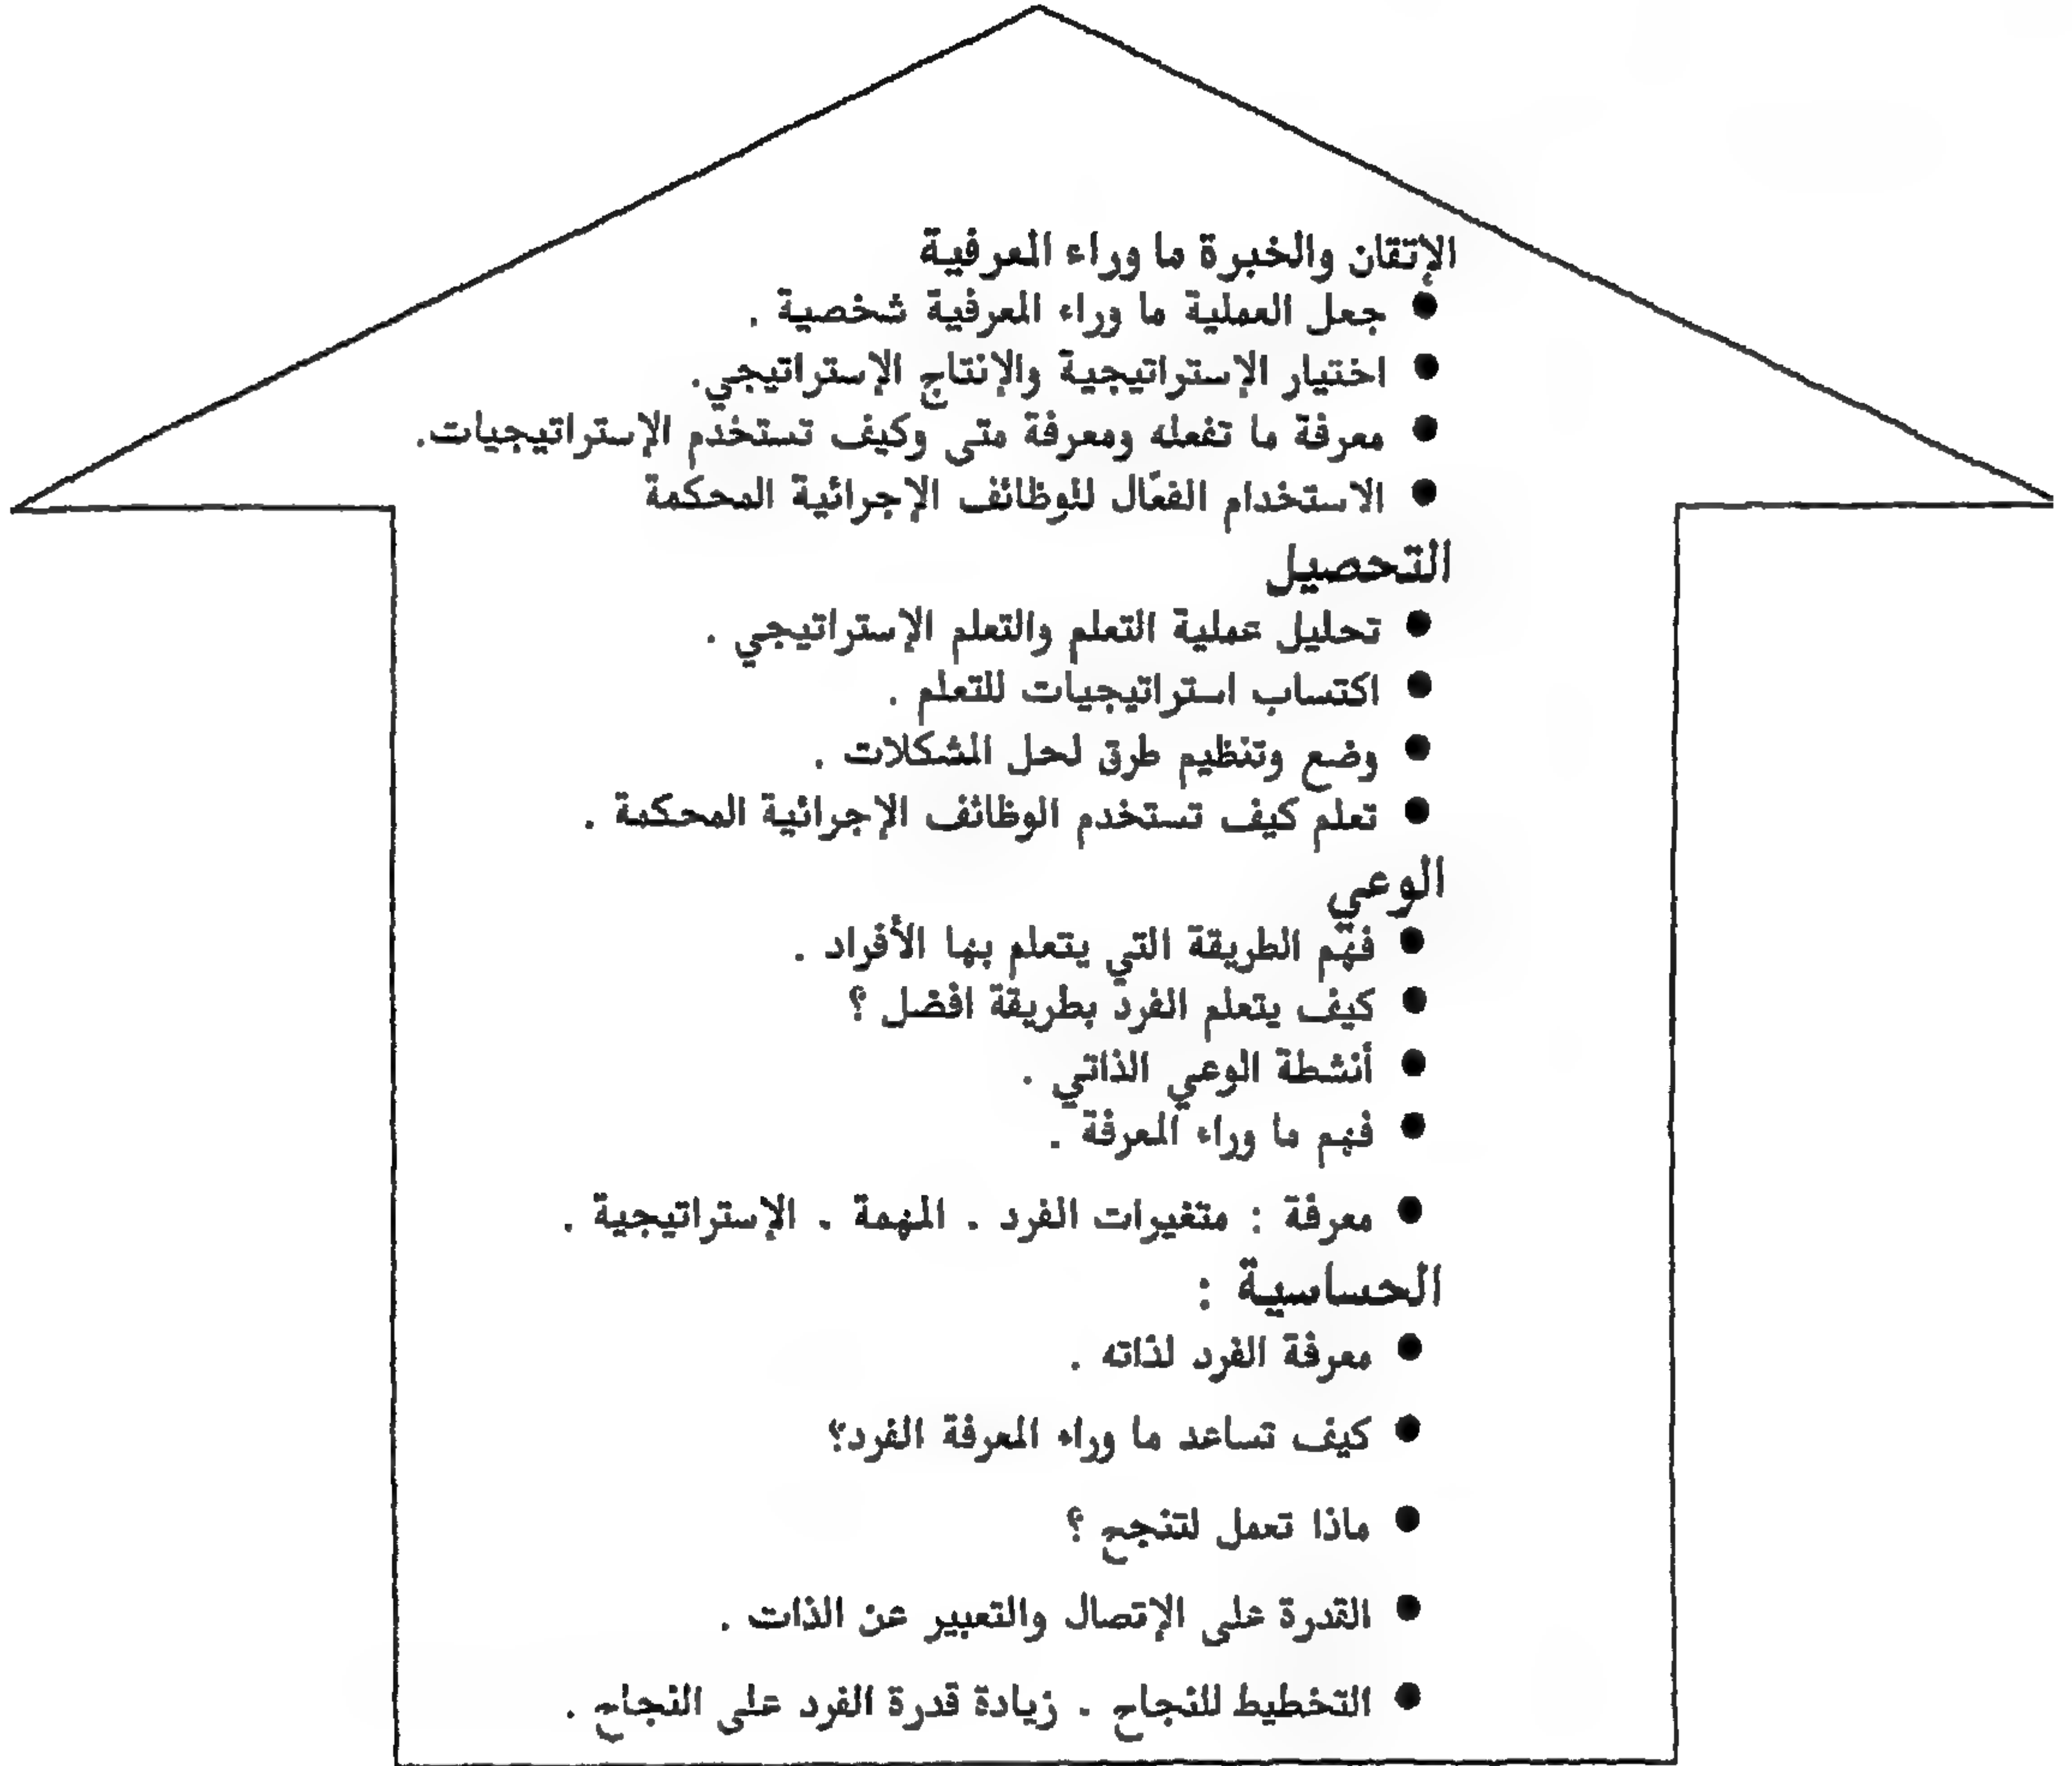 الإتقان والخبرة ما وراء المعرفية
● جعل العملية ما وراء المعرفية شخصية .
● اختيار الإستراتيجية والإنتاج الإستراتيجي.
● معرفة ما تفعله ومعرفة متى وكيف تستخدم الإستراتيجيات.
● الاستخدام الفعّال للوظائف الإجرائية المحكمة
التحصيل
● تحليل عملية التعلم والتعلم الإستراتيجي .
● اكتساب استراتيجيات للتعلم .
● وضع وتنظيم طرق لحل المشكلات .
● تعلم كيف تستخدم الوظائف الإجرائية المحكمة .
الوعي
● فهم الطريقة التي يتعلم بها الأفراد .
● كيف يتعلم الفرد بطريقة افضل ؟
● أنشطة الوعي الذاتي .
● فهم ما وراء المعرفة .
● معرفة : متغيرات الفرد . المهمة . الإستراتيجية .
الحساسية :
● معرفة الفرد لذاته .
● كيف تساعد ما وراء المعرفة الفرد؟
● ماذا تعمل لتنجح ؟
● القدرة على الإتصال والتعبير عن الذات .
● التخطيط للنجاح . زيادة قدرة الفرد على النجاح .